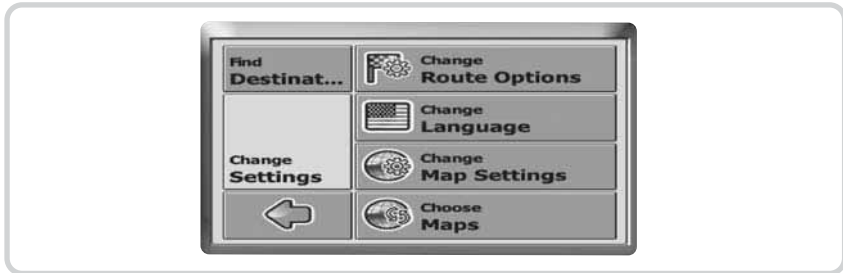 Find
Destinat...
Change
Settings
Change
Route Options
Change
Language
Change
Map Settings
Choose
Maps